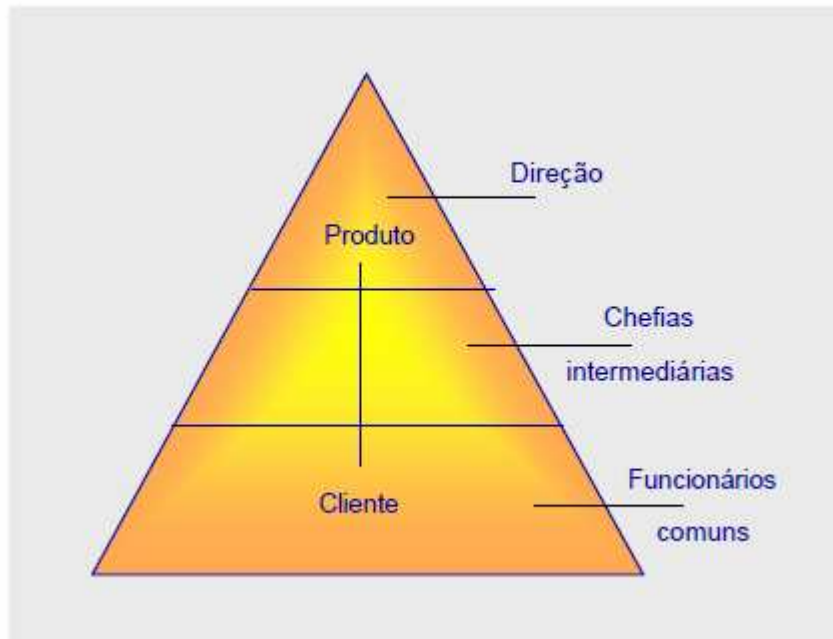 Direção
Produto
Chefias
intermediárias
Funcionários
Cliente
comuns